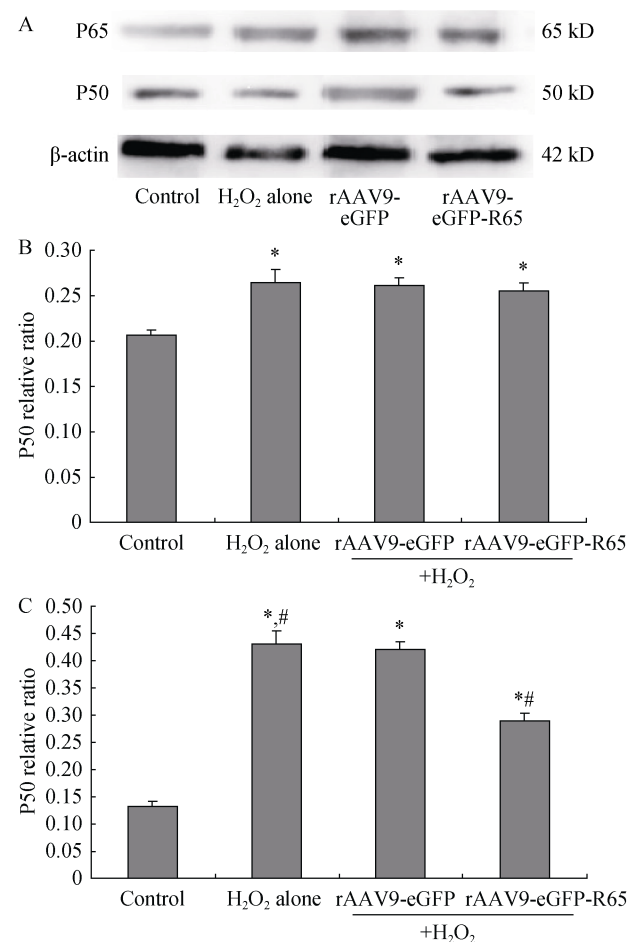 A
P65 65 kD
P50 50 kD
β-actin 42 kD
Control H₂O₂ alone rAAV9-eGFP rAAV9-eGFP-R65
B
P50 relative ratio
0.30
0.25
0.20
0.15
0.10
0.05
0
* * *
Control H₂O₂ alone rAAV9-eGFP rAAV9-eGFP-R65
+H₂O₂
C
P50 relative ratio
0.50
0.45
0.40
0.35
0.30
0.25
0.20
0.15
0.10
0.05
0
*,# * *#
Control H₂O₂ alone rAAV9-eGFP rAAV9-eGFP-R65
+H₂O₂